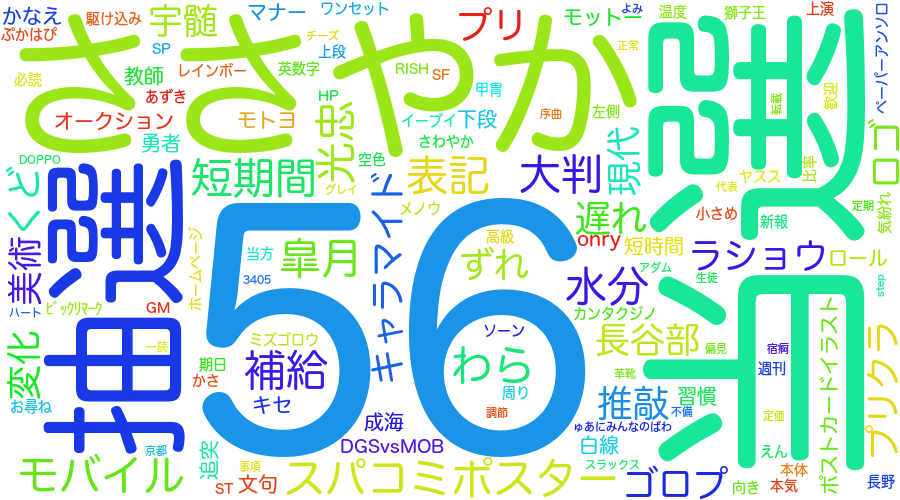 かなえ
駆け込み
宇髄
マナー
ワンセット
プリ
モットー
よみ
温度
獅子王
上演
ぷかはぴ
SP
チーズ
上段
正常
ペーパーアンソロ
ささやか
必読
教師
レインボー
英数字
RISH
SF
甲冑
左側
転載
歓迎
あずき
HP
オークション
モトヨ
光忠
イーブイ
下段
序曲
現代
勇者
さわやか
ロゴ
DOPPO
空色
比率
くど
抽選
短期間
グレイ
表記
大判
代表
ヤスス
メノウ
小さめ
定期
気紛れ
遅れ
新報
美術
ホームページ
当方
皐月
キャラマイド
高級
onry
短時間
ラショウ
ロール
ずれ
3405
アダム
生徒
step
水分
ハート
ビックリマーク
GM
56
カンタクジノ
ソーン
ミズゴロウ
長谷部
偏見
宿痾
変化
一読
期日
補給
わら
革靴
週刊
ポストカードイラスト
プリクラ
かさ
周り
推敲
習慣
お尋ね
キセ
調節
不備
定価
成海
ゅあにみんなのぱわ
京都
追突
DGSvsMOB
白線
えん
モバイル
事項
スパコミポスター
スラックス
ゴロプ
本体
長野
ST
文句
向き
本気